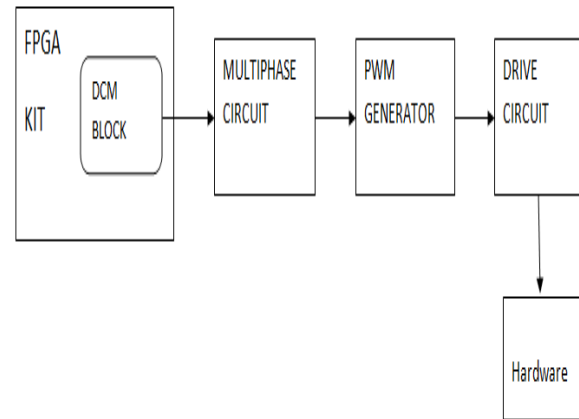 FPGA
KIT
DCM
BLOCK
MULTIPHASE
CIRCUIT
PWM
GENERATOR
DRIVE
CIRCUIT
Hardware